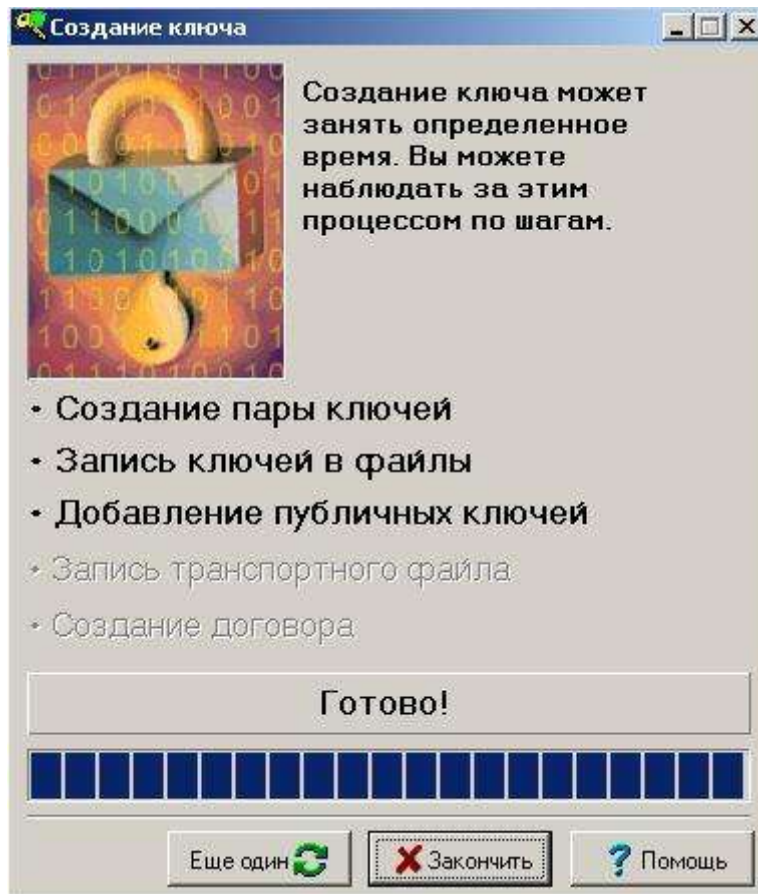 Создание ключа
Создание ключа может
занять определенное
время. Вы можете
наблюдать за этим
процессом по шагам.
• Создание пары ключей
• Запись ключей в файлы
• Добавление публичных ключей
• Запись транспортного файла
• Создание договора
Готово!
Еще один
Закончить
Помощь